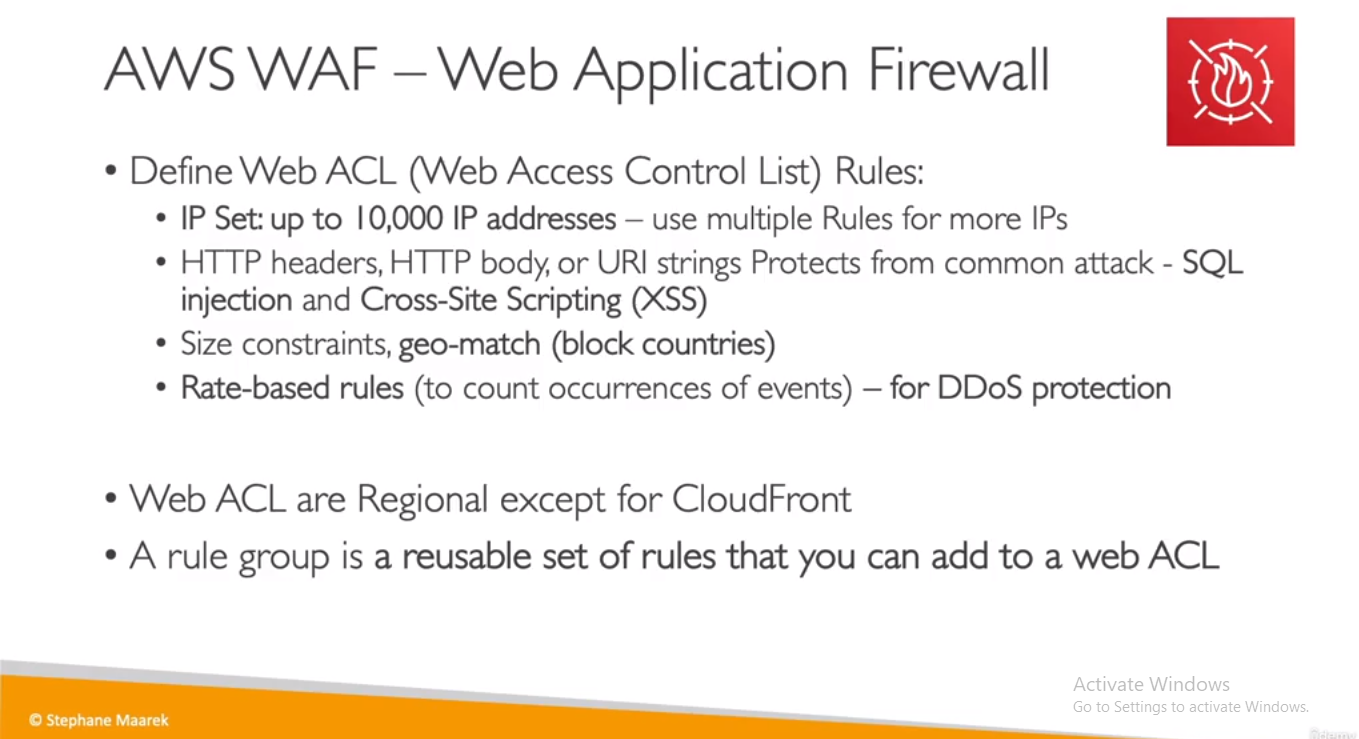 AWS WAF – Web Application Firewall
• Define Web ACL (Web Access Control List) Rules:
• IP Set: up to 10,000 IP addresses – use multiple Rules for more IPs
• HTTP headers, HTTP body, or URI strings Protects from common attack - SQL
injection and Cross-Site Scripting (XSS)
• Size constraints, geo-match (block countries)
• Rate-based rules (to count occurrences of events) – for DDoS protection
• Web ACL are Regional except for CloudFront
• A rule group is a reusable set of rules that you can add to a web ACL
Activate Windows
Go to Settings to activate Windows.
© Stephane Maarek
Udemy